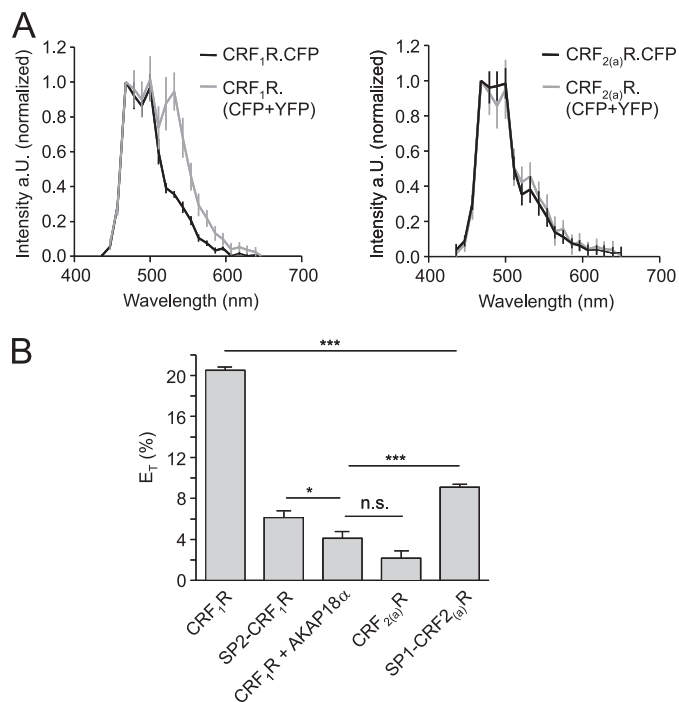 A
CRF1R.CFP
CRF1R.
(CFP+YFP)
Intensity a.U. (normalized)
1.2
1.0
0.8
0.6
0.4
0.2
0.0
400 500 600 700
Wavelength (nm)
CRF2(a)R.CFP
CRF2(a)R.
(CFP+YFP)
Intensity a.U. (normalized)
1.2
1.0
0.8
0.6
0.4
0.2
0.0
400 500 600 700
Wavelength (nm)
B
***
***
*
n.s.
ET (%)
20
16
12
8
4
0
CRF1R
SP2-CRF1R
CRF1R + AKAP18α
CRF2(a)R
SP1-CRF2(a)R